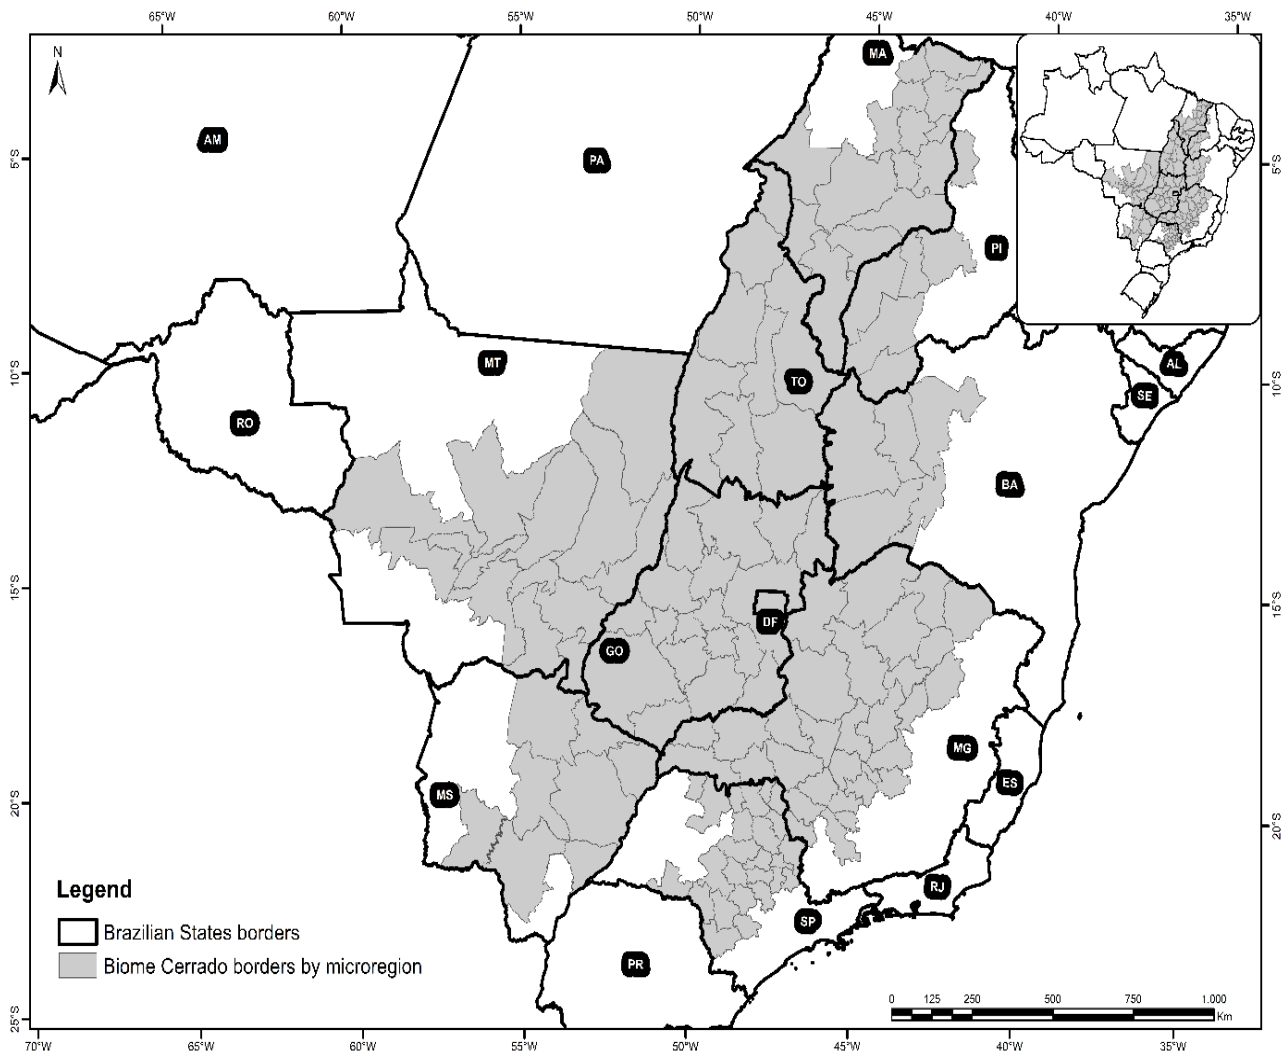 65°W 60°W 55°W 50°W 45°W 40°W 35°W
N
MA
AM
PA
5°S
5°S
PI
MT
TO
AL
10°S
10°S
SE
RO
BA
15°S
15°S
DF
GO
MG
ES
MS
20°S
20°S
Legend
RJ
SP
Brazilian States borders
PR
Biome Cerrado borders by microregion
0 125 250 500 750 1.000
Km
25°S
70°W 65°W 60°W 55°W 50°W 45°W 40°W 35°W